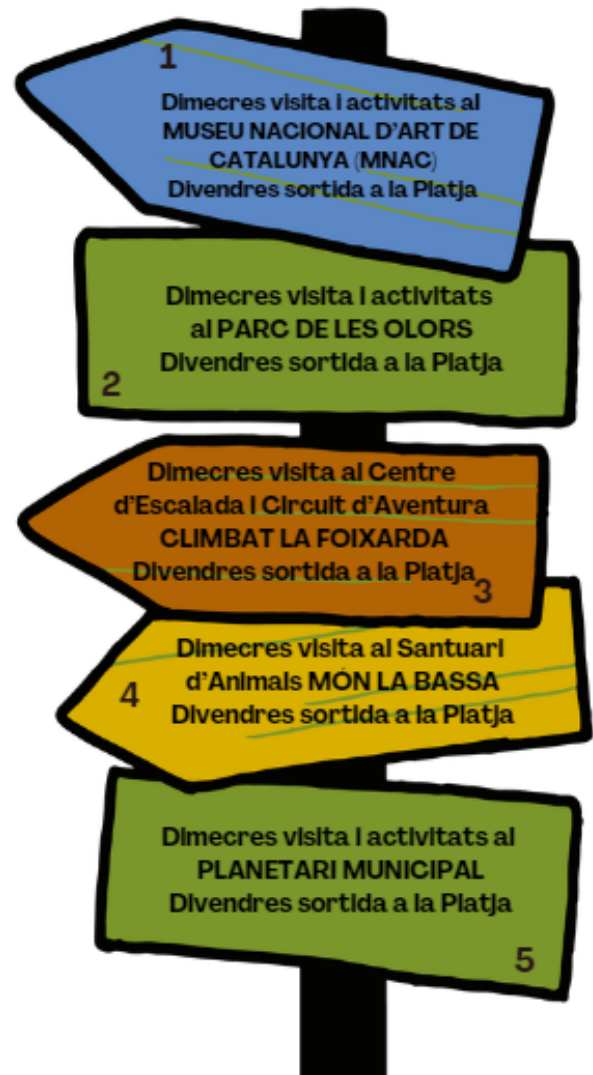 1
Dimecres visita i activitats al
MUSEU NACIONAL D'ART DE
CATALUNYA (MNAC)
Divendres sortida a la Platja
Dimecres visita i activitats
al PARC DE LES OLORS
Divendres sortida a la Platja
2
Dimecres visita al Centre
d'Escalada i Circuit d'Aventura
CLIMBAT LA FOIXARDA
Divendres sortida a la Platja
3
Dimecres visita al Santuari
d'Animals MÓN LA BASSA
4
Divendres sortida a la Platja
Dimecres visita i activitats al
PLANETARI MUNICIPAL
Divendres sortida a la Platja
5